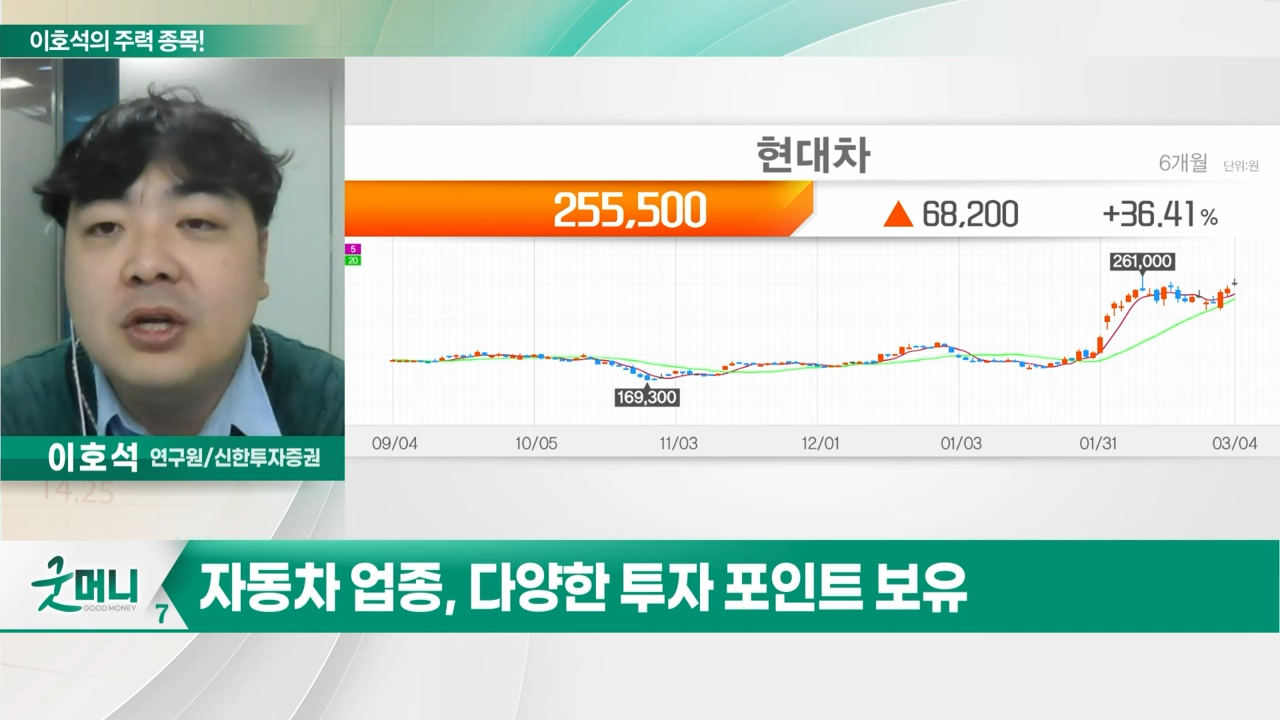 이호석의 주력 종목!
현대차
6개월 단위:원
255,500 ▲ 68,200 +36.41%
5
20
261,000
169,300
09/04 10/05 11/03 12/01 01/03 01/31 03/04
이호석 연구원/신한투자증권
14.25
굿머니
GOOD MONEY
7
자동차 업종, 다양한 투자 포인트 보유